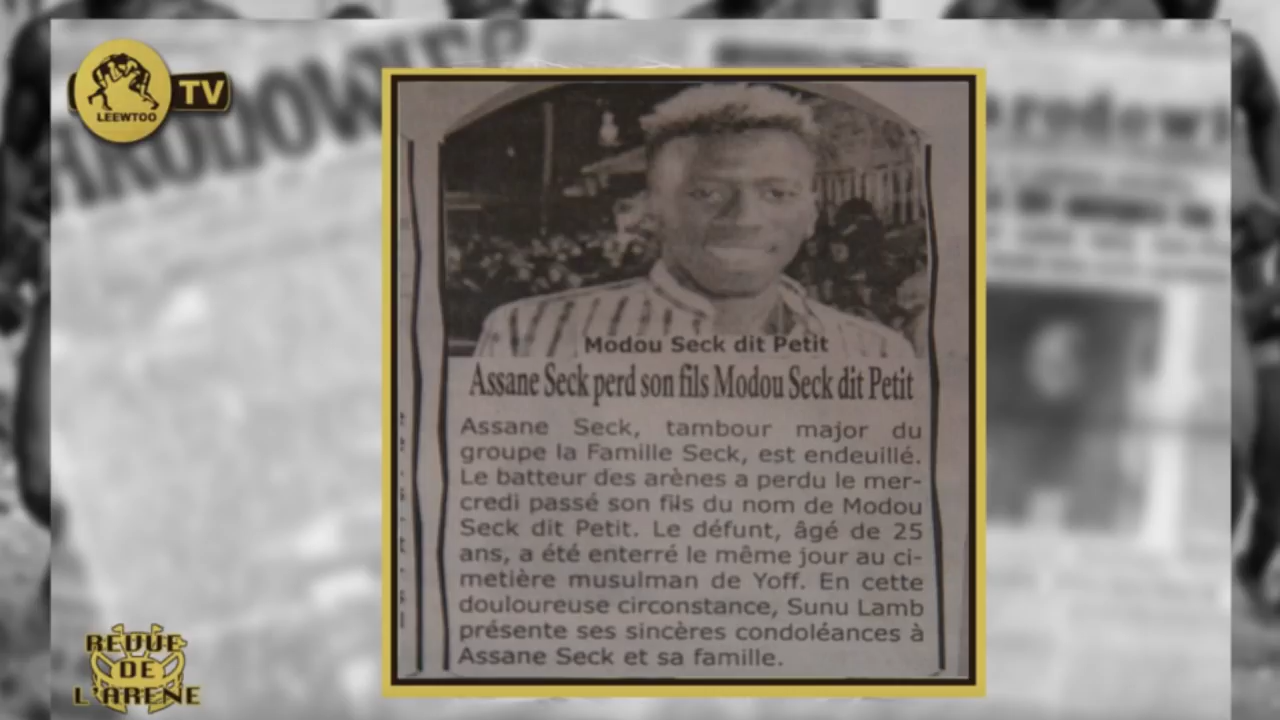 TV
LEEWTOO
Modou Seck dit Petit
Assane Seck perd son fils Modou Seck dit Petit
Assane Seck, tambour major du
groupe la Famille Seck, est endeuillé.
Le batteur des arènes a perdu le mer-
credi passé son fils du nom de Modou
Seck dit Petit. Le défunt, âgé de 25
ans, a été enterré le même jour au ci-
metière musulman de Yoff. En cette
douloureuse circonstance, Sunu Lamb
présente ses sincères condoléances à
Assane Seck et sa famille.
REVUE
DE
L'ARENE